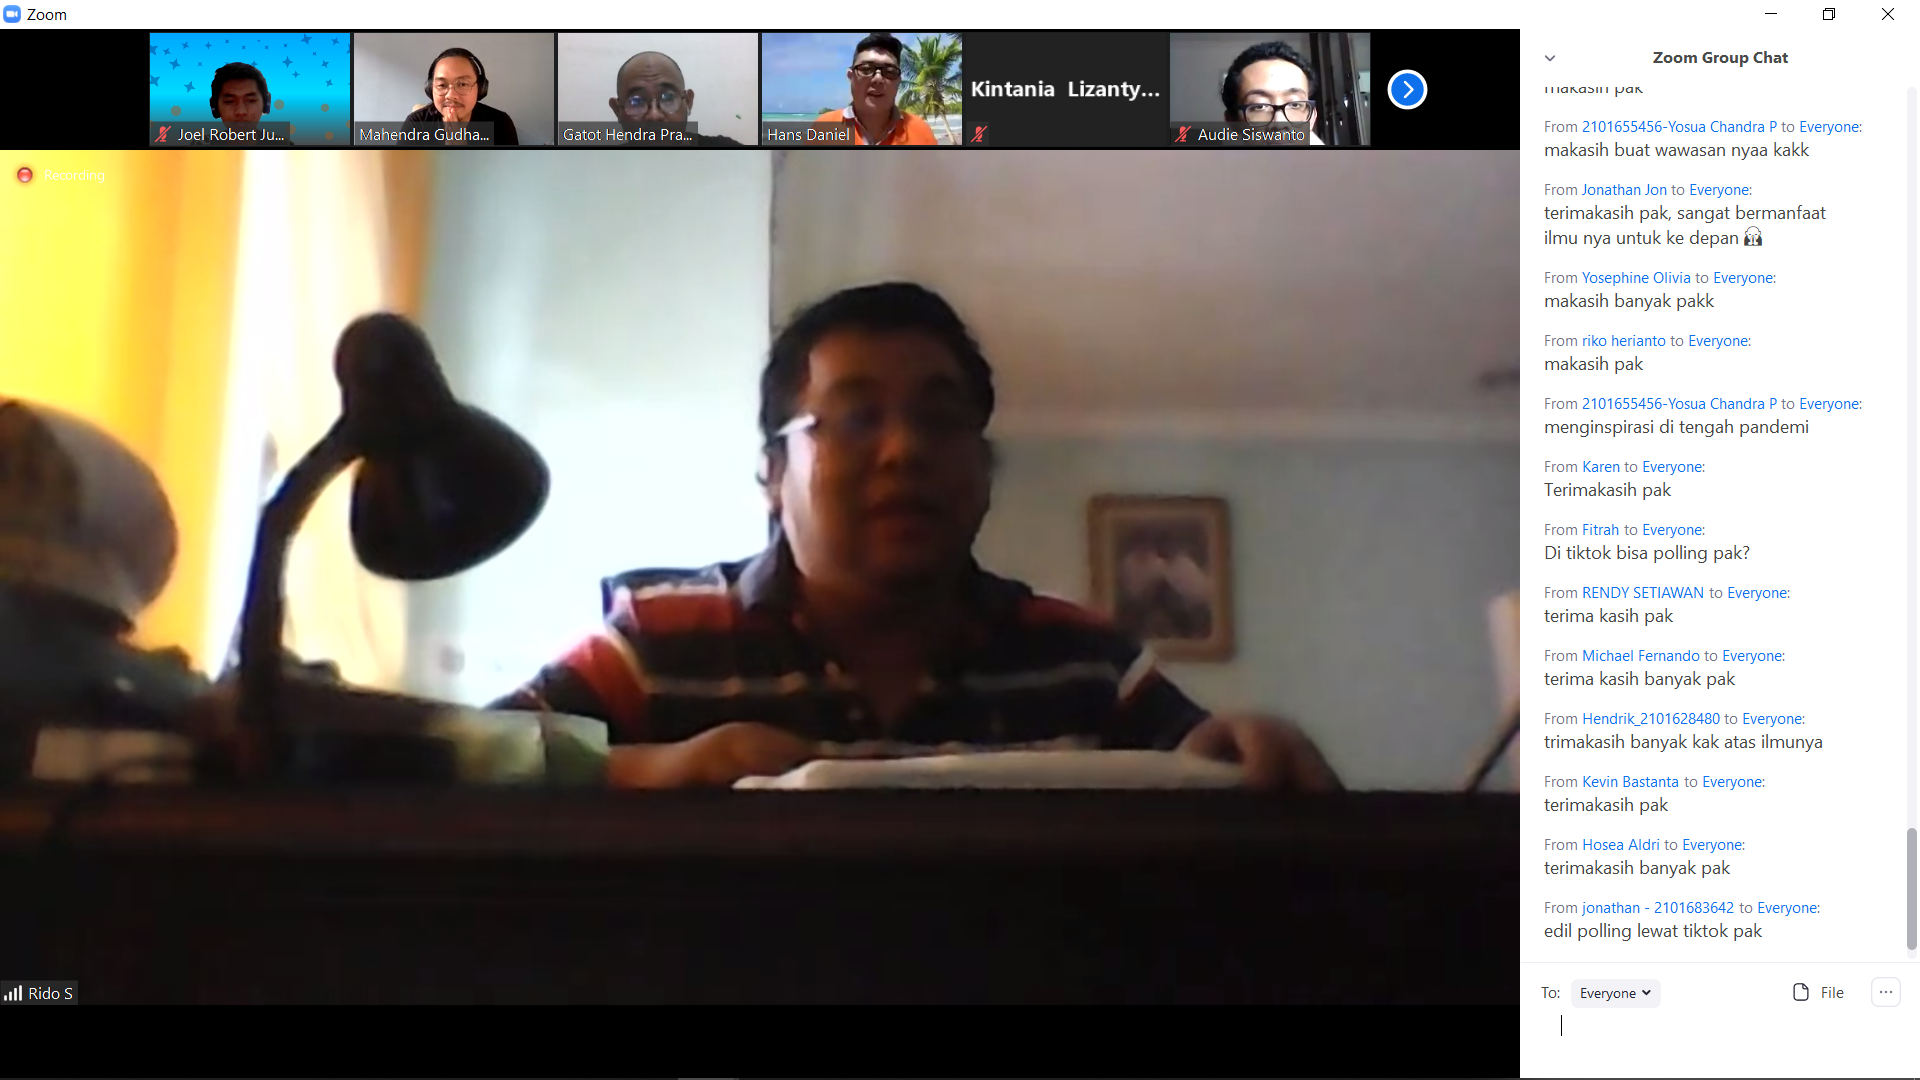 Zoom
Joel Robert Ju...
Mahendra Gudha...
Gatot Hendra Pra...
Hans Daniel
Kintania Lizanty...
Audie Siswanto
Recording
Rido S
Zoom Group Chat
makasih pak
From 2101655456-Yosua Chandra P to Everyone:
makasih buat wawasan nyaa kakk
From Jonathan Jon to Everyone:
terimakasih pak, sangat bermanfaat
ilmu nya untuk ke depan
From Yosephine Olivia to Everyone:
makasih banyak pakk
From riko herianto to Everyone:
makasih pak
From 2101655456-Yosua Chandra P to Everyone:
menginspirasi di tengah pandemi
From Karen to Everyone:
Terimakasih pak
From Fitrah to Everyone:
Di tiktok bisa polling pak?
From RENDY SETIAWAN to Everyone:
terima kasih pak
From Michael Fernando to Everyone:
terima kasih banyak pak
From Hendrik_2101628480 to Everyone:
trimakasih banyak kak atas ilmunya
From Kevin Bastanta to Everyone:
terimakasih pak
From Hosea Aldri to Everyone:
terimakasih banyak pak
From jonathan - 2101683642 to Everyone:
edil polling lewat tiktok pak
To: Everyone File ...